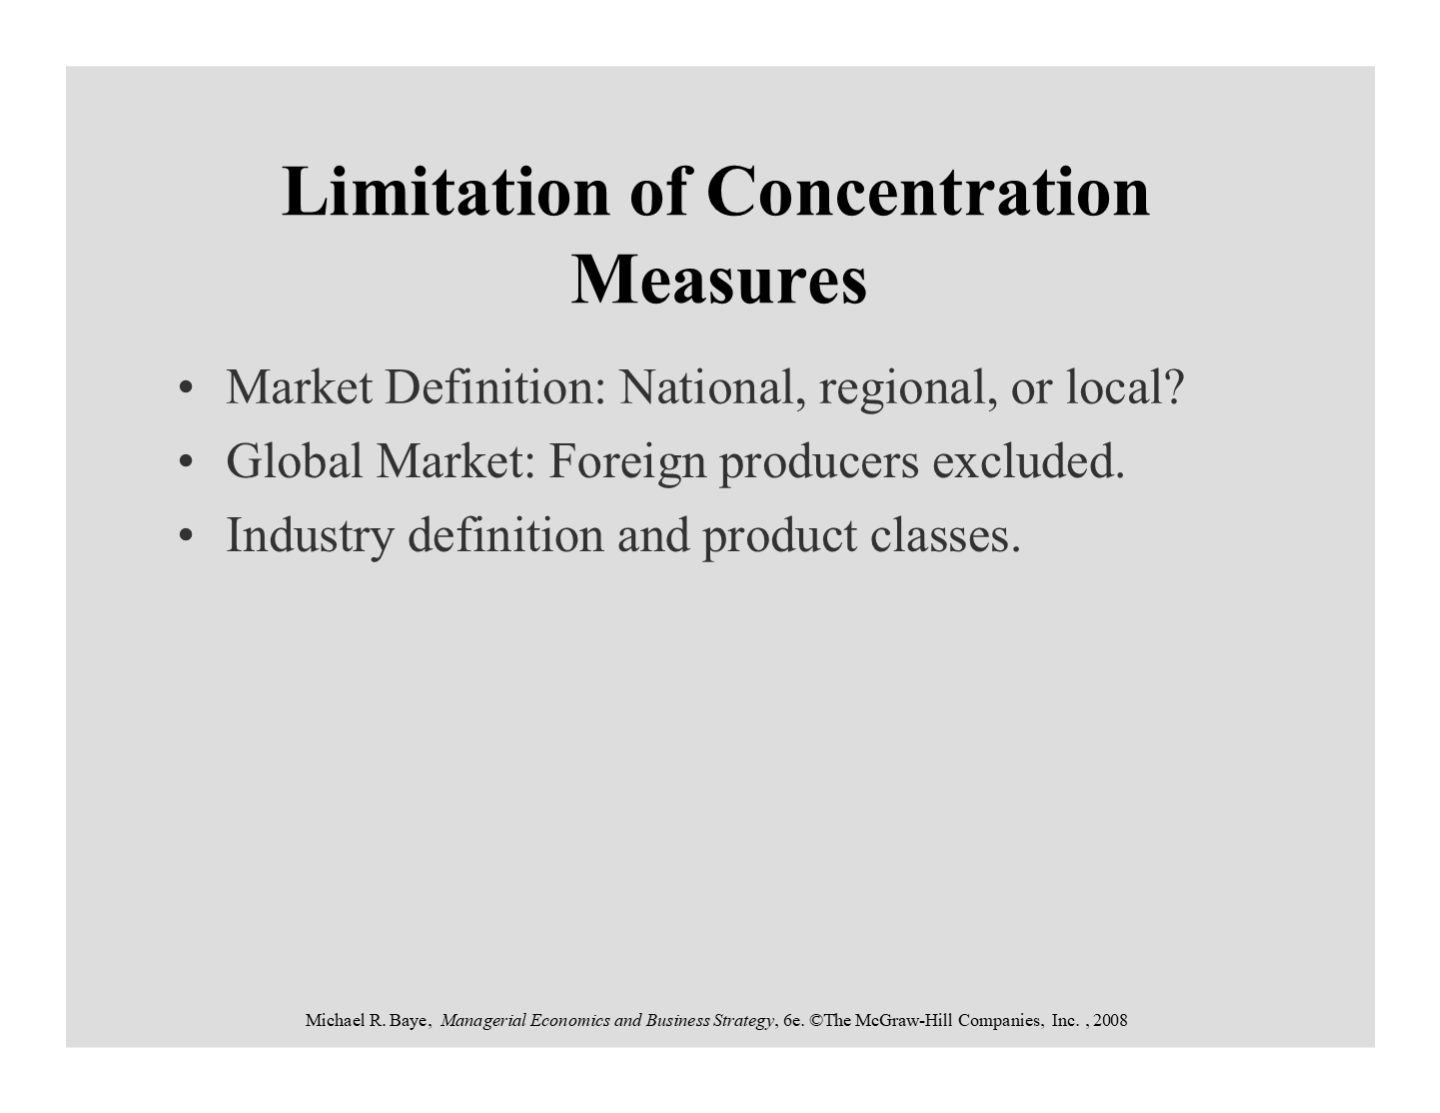 Limitation of Concentration
Measures
• Market Definition: National, regional, or local?
• Global Market: Foreign producers excluded.
• Industry definition and product classes.
Michael R. Baye, Managerial Economics and Business Strategy, 6e. ©The McGraw-Hill Companies, Inc. , 2008